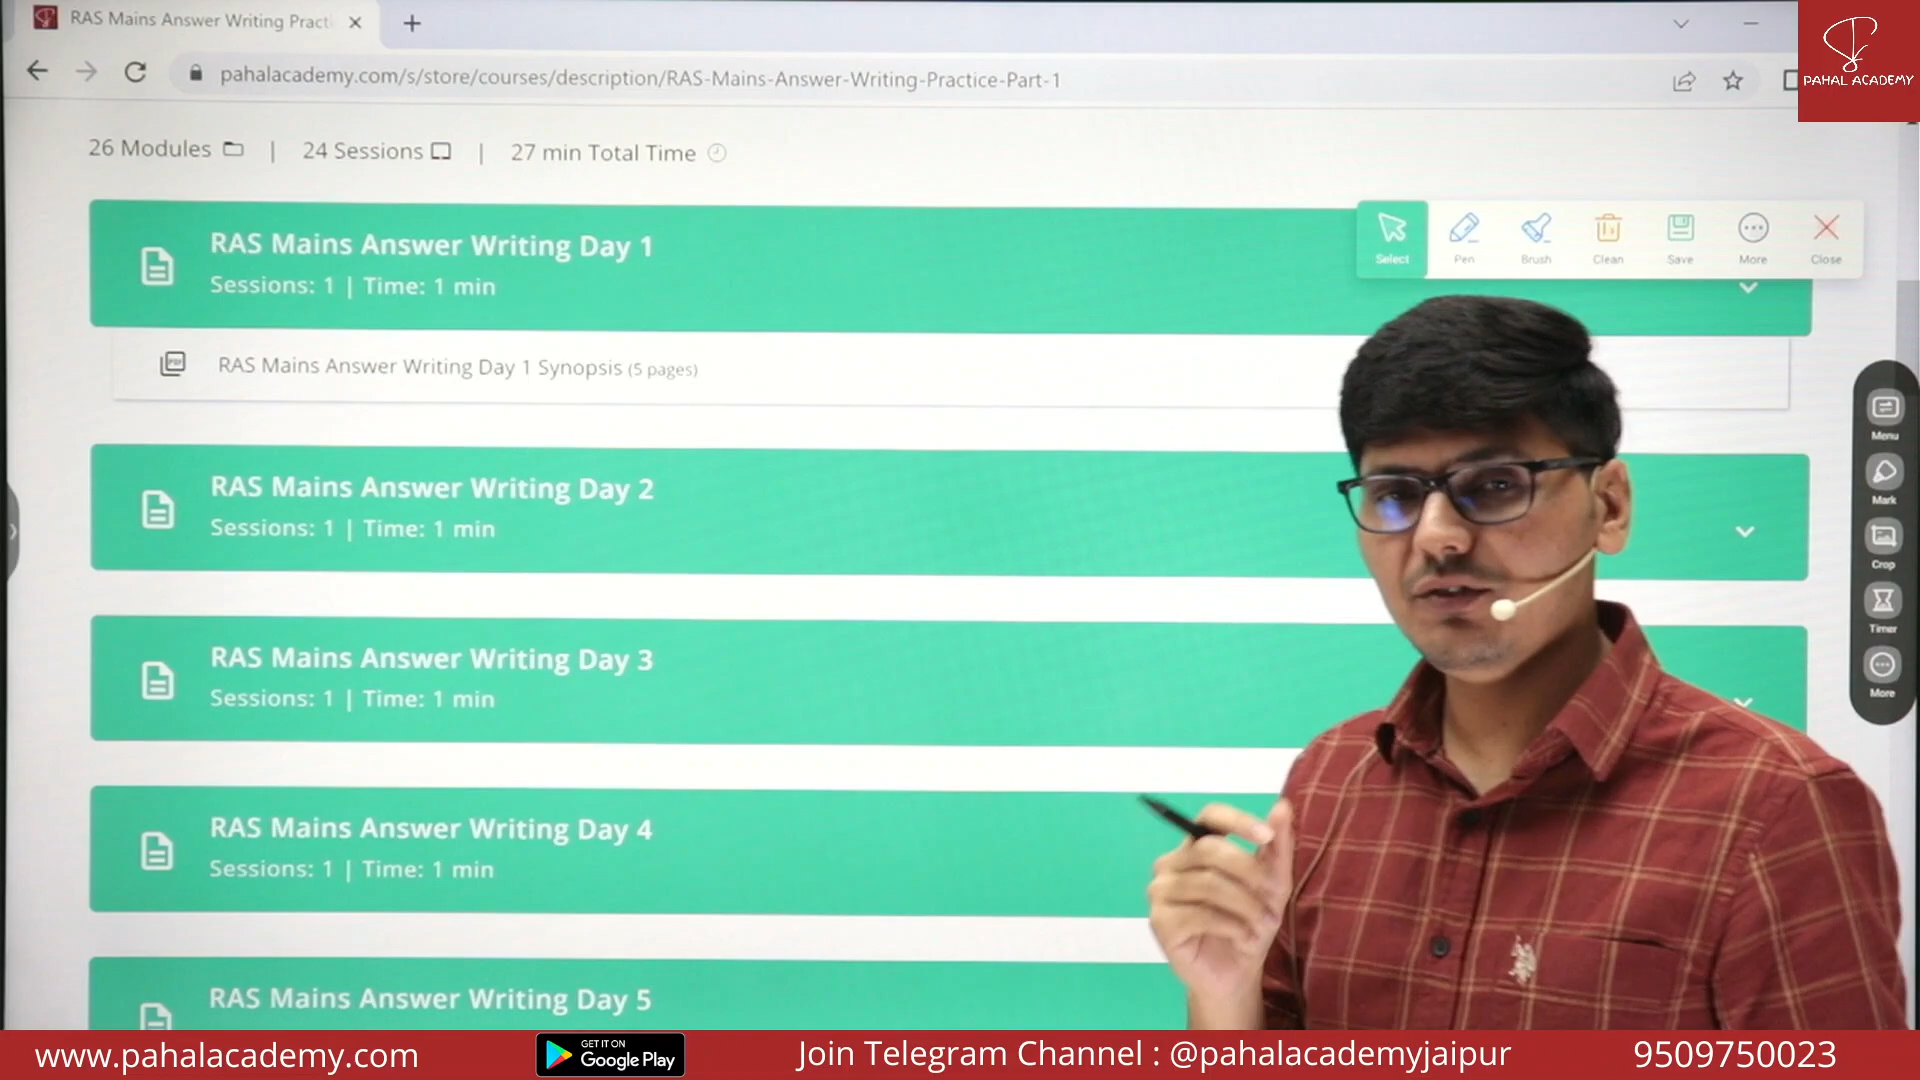 RAS Mains Answer Writing Pract
pahalacademy.com/s/store/courses/description/RAS-Mains-Answer-Writing-Practice-Part-1
PAHAL ACADEMY
26 Modules | 24 Sessions | 27 min Total Time
RAS Mains Answer Writing Day 1
Sessions: 1 | Time: 1 min
Select Pen Brush Clean Save More Close
RAS Mains Answer Writing Day 1 Synopsis (5 pages)
Menu
Mark
Crop
Timer
More
RAS Mains Answer Writing Day 2
Sessions: 1 | Time: 1 min
RAS Mains Answer Writing Day 3
Sessions: 1 | Time: 1 min
RAS Mains Answer Writing Day 4
Sessions: 1 | Time: 1 min
RAS Mains Answer Writing Day 5
www.pahalacademy.com
GET IT ON
Google Play
Join Telegram Channel : @pahalacademyjaipur
9509750023